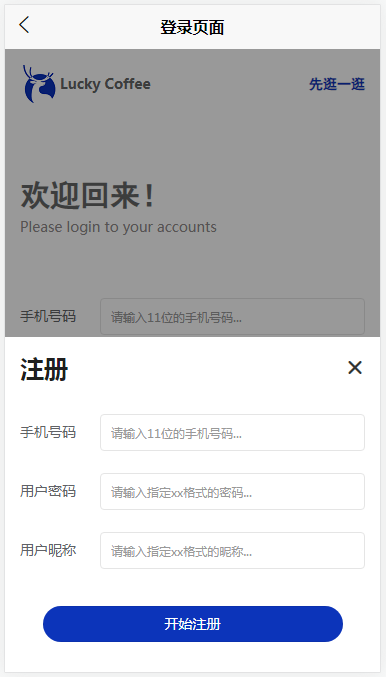 登录页面
Lucky Coffee
先逛一逛
欢迎回来！
Please login to your accounts
手机号码
请输入11位的手机号码...
注册
手机号码
请输入11位的手机号码...
用户密码
请输入指定xx格式的密码...
用户昵称
请输入指定xx格式的昵称...
开始注册